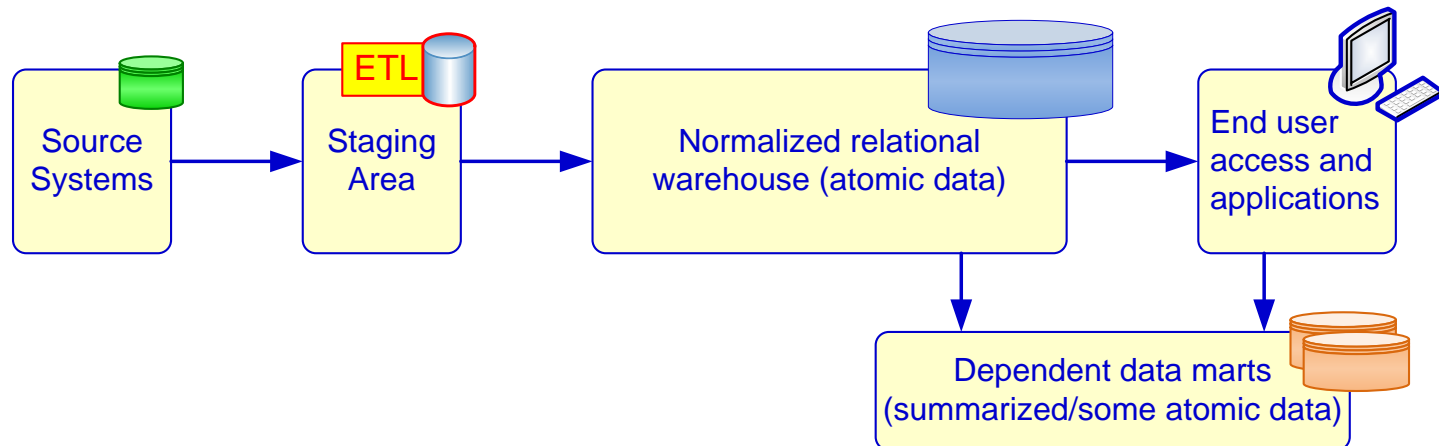 Source
Systems
ETL
Staging
Area
Normalized relational
warehouse (atomic data)
End user
access and
applications
Dependent data marts
(summarized/some atomic data)